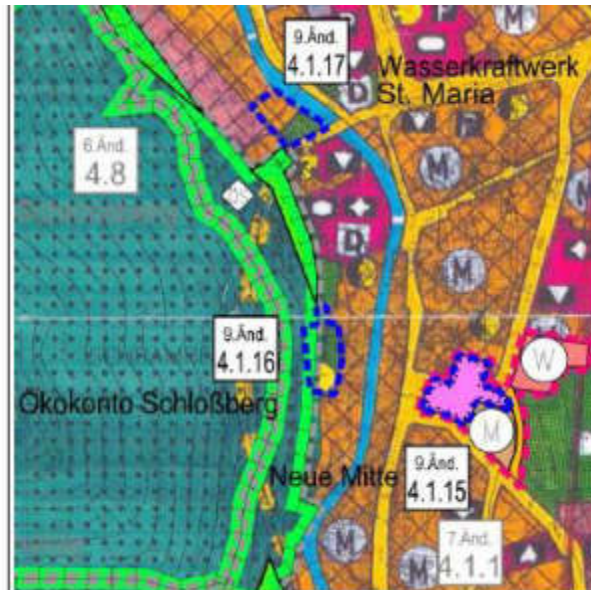 9.Änd.
4.1.17
Wasserkraftwerk
St. Maria
6.Änd.
4.8
M
D
M
D
M
9.Änd.
4.1.16
W
Ökokonto Schloßberg
M
Neue Mitte
9.Änd.
4.1.15
M
7.Änd.
4.1.1
M